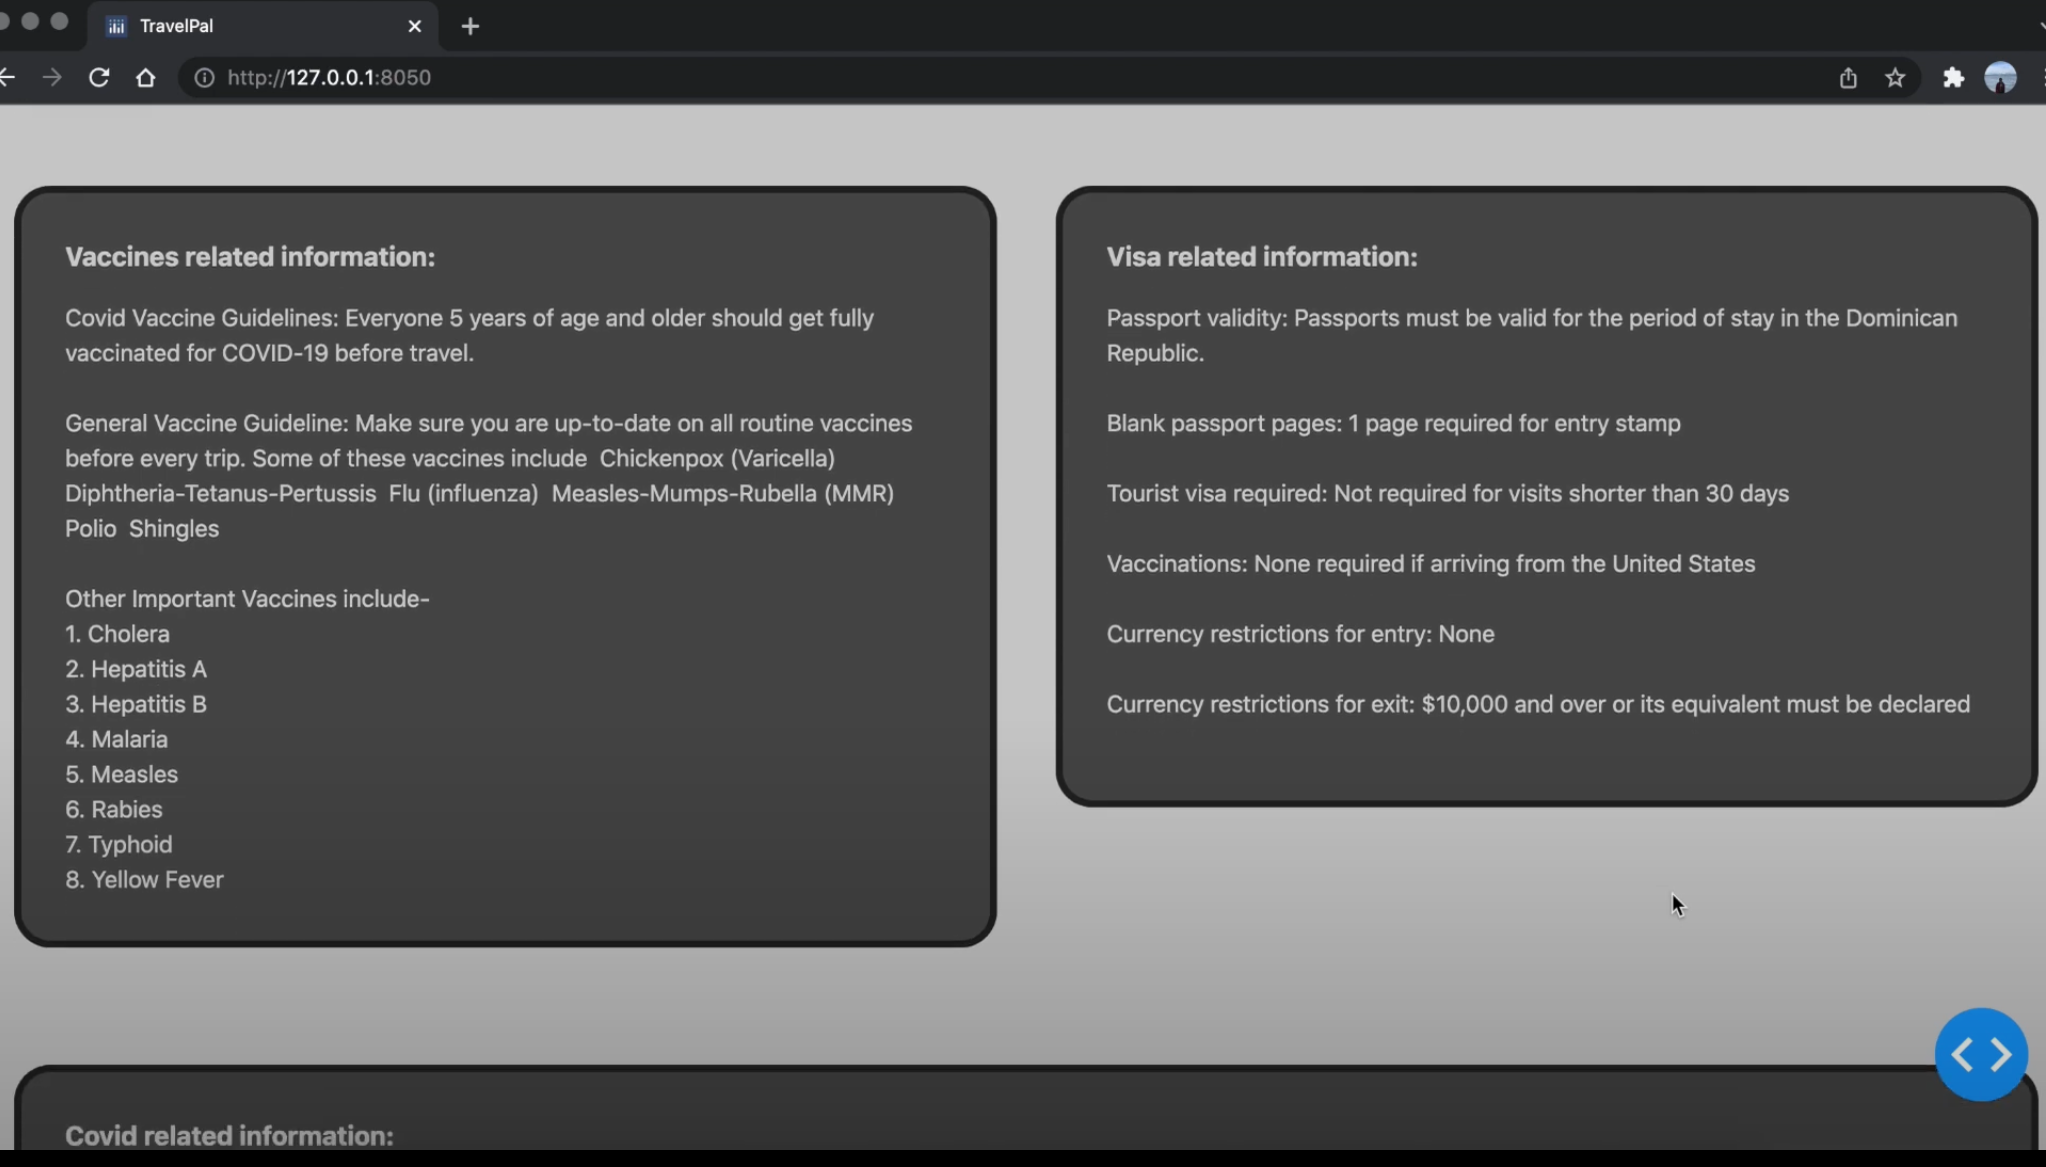 TravelPal
http://127.0.0.1:8050
Vaccines related information:
Covid Vaccine Guidelines: Everyone 5 years of age and older should get fully
vaccinated for COVID-19 before travel.
General Vaccine Guideline: Make sure you are up-to-date on all routine vaccines
before every trip. Some of these vaccines include  Chickenpox (Varicella)
Diphtheria-Tetanus-Pertussis  Flu (influenza)  Measles-Mumps-Rubella (MMR)
Polio  Shingles
Other Important Vaccines include-
1. Cholera
2. Hepatitis A
3. Hepatitis B
4. Malaria
5. Measles
6. Rabies
7. Typhoid
8. Yellow Fever
Visa related information:
Passport validity: Passports must be valid for the period of stay in the Dominican
Republic.
Blank passport pages: 1 page required for entry stamp
Tourist visa required: Not required for visits shorter than 30 days
Vaccinations: None required if arriving from the United States
Currency restrictions for entry: None
Currency restrictions for exit: $10,000 and over or its equivalent must be declared
Covid related information: